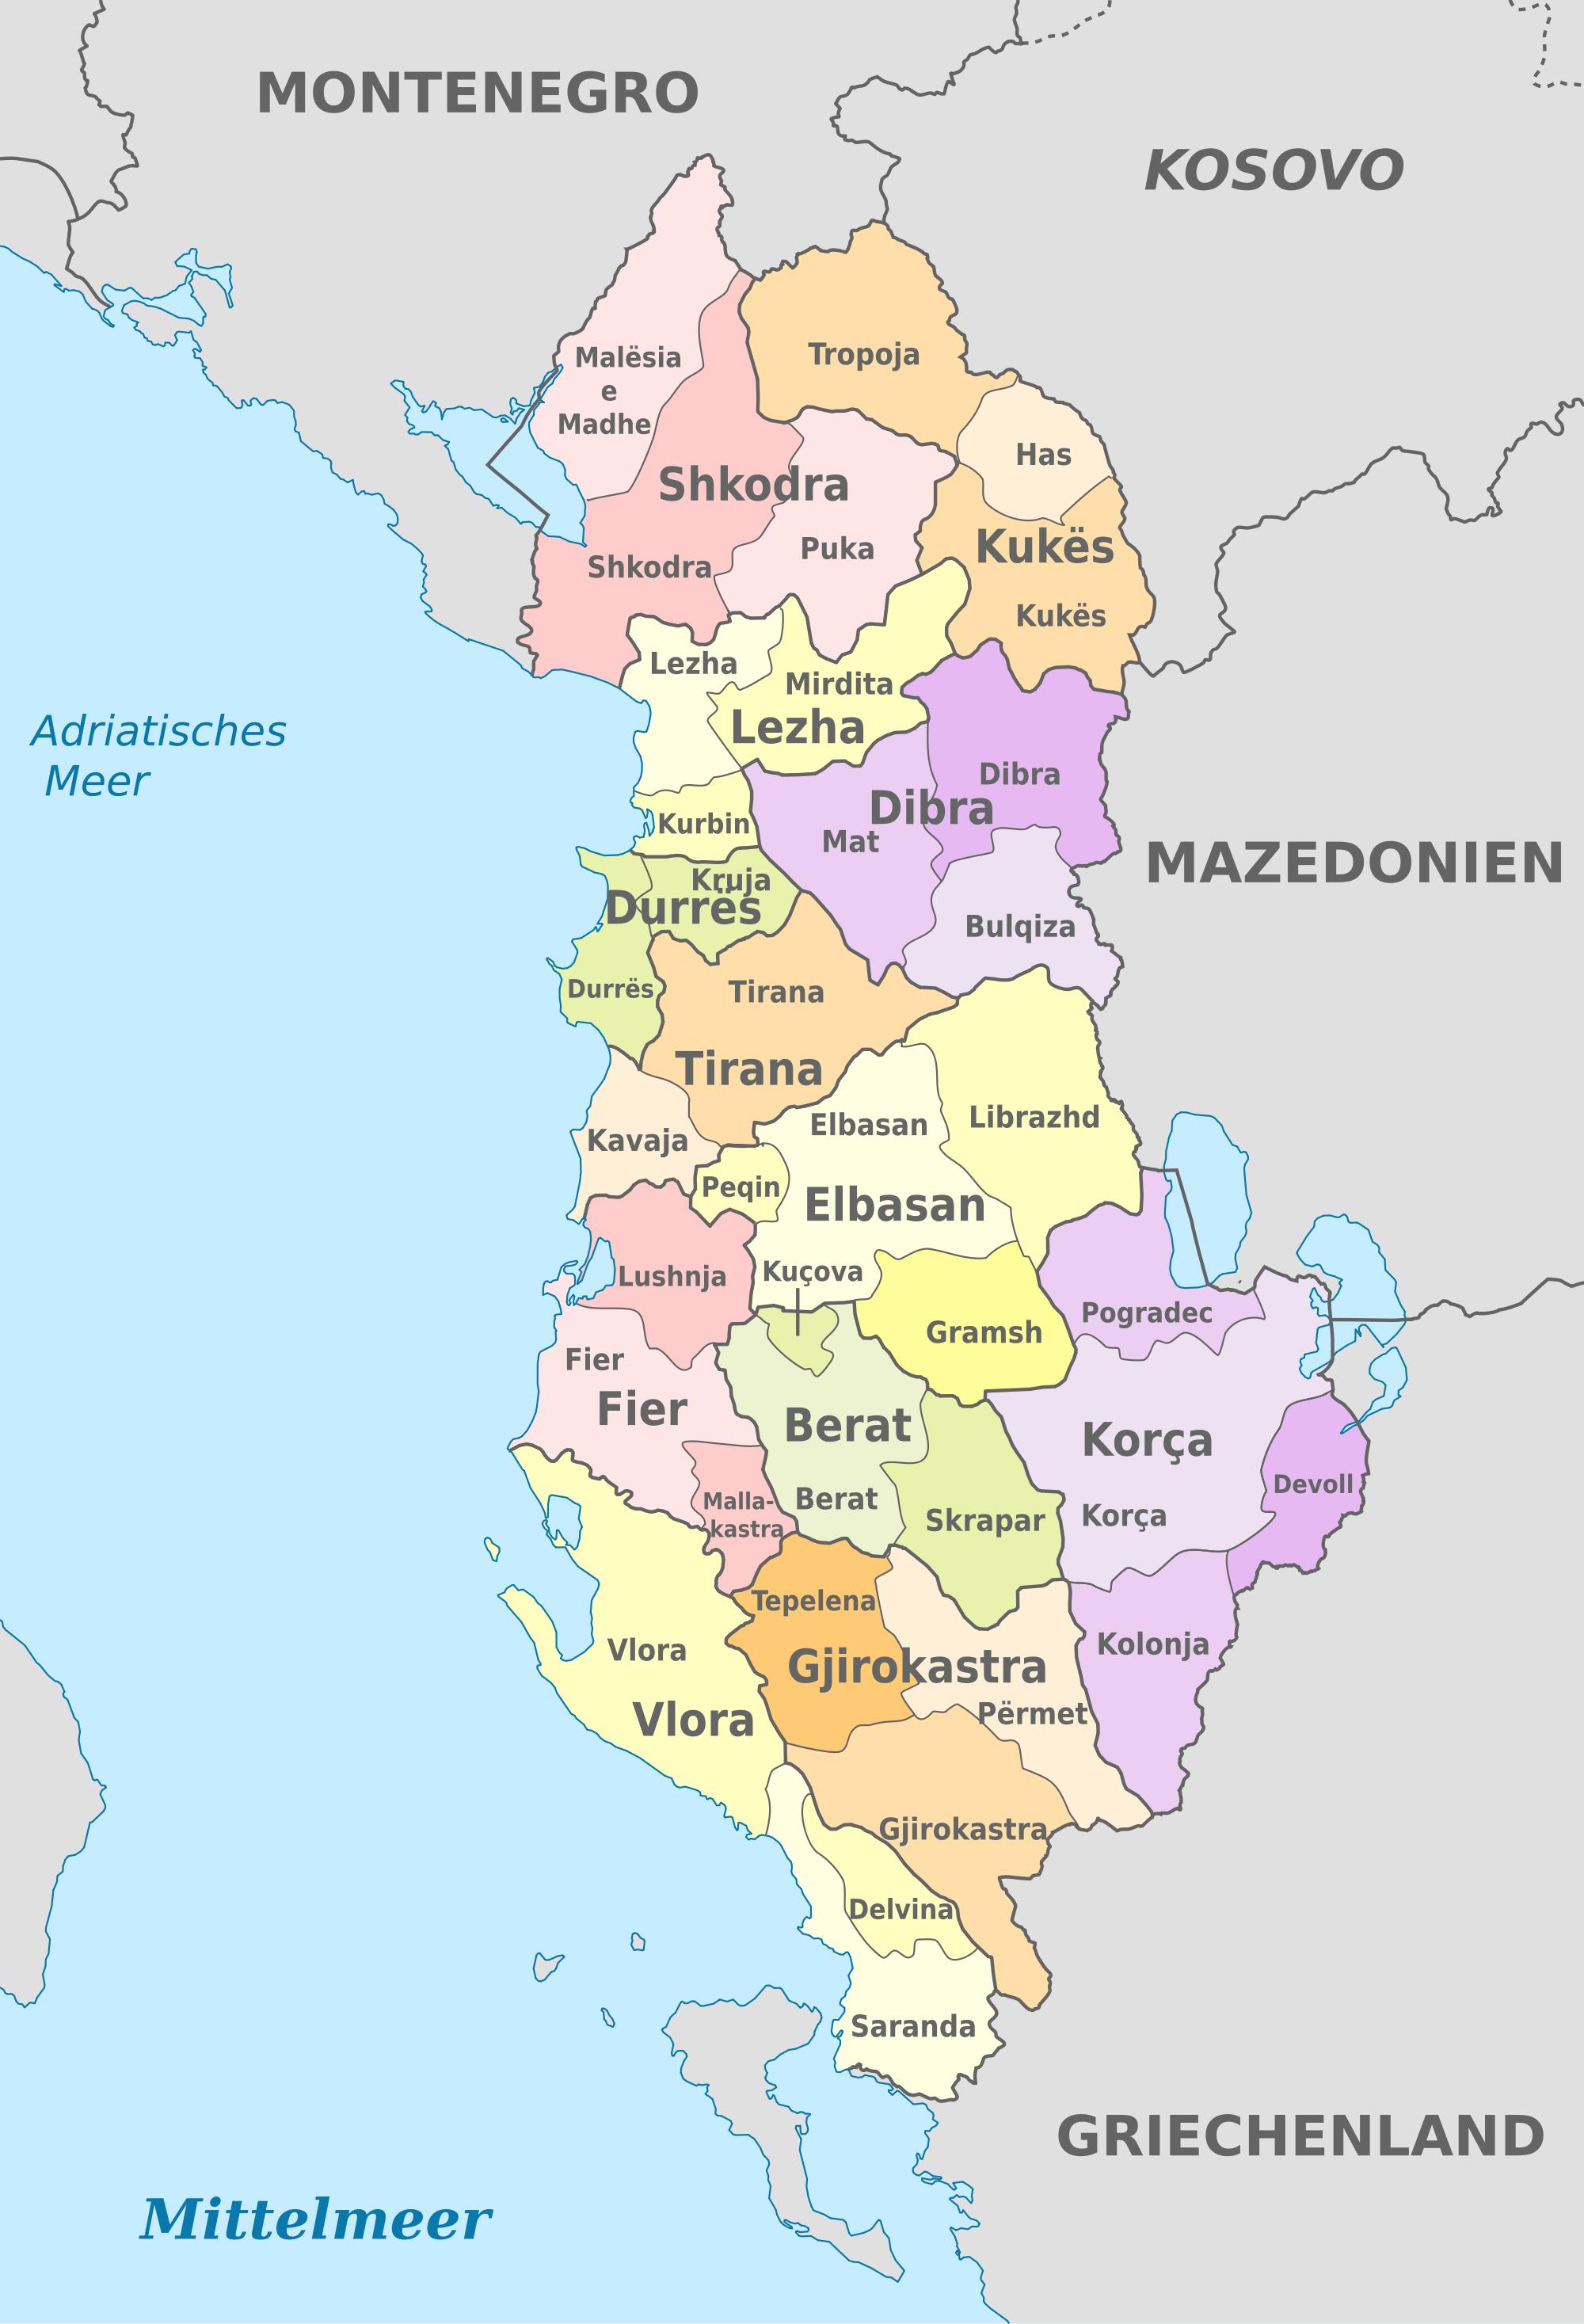 MONTENEGRO
KOSOVO
Malësia
e
Madhe
Tropoja
Has
Shkodra
Puka
Kukës
Shkodra
Kukës
Lezha
Mirdita
Lezha
Adriatisches
Meer
Dibra
Dibra
Kurbin
Mat
MAZEDONIEN
Kruja
Durrës
Bulqiza
Durrës
Tirana
Tirana
Librazhd
Elbasan
Kavaja
Peqin
Elbasan
Kuçova
Lushnja
Pogradec
Gramsh
Fier
Fier
Berat
Korça
Devoll
Berat
Malla-
kastra
Skrapar
Korça
Tepelena
Kolonja
Vlora
Gjirokastra
Përmet
Vlora
Gjirokastra
Delvina
Saranda
GRIECHENLAND
Mittelmeer